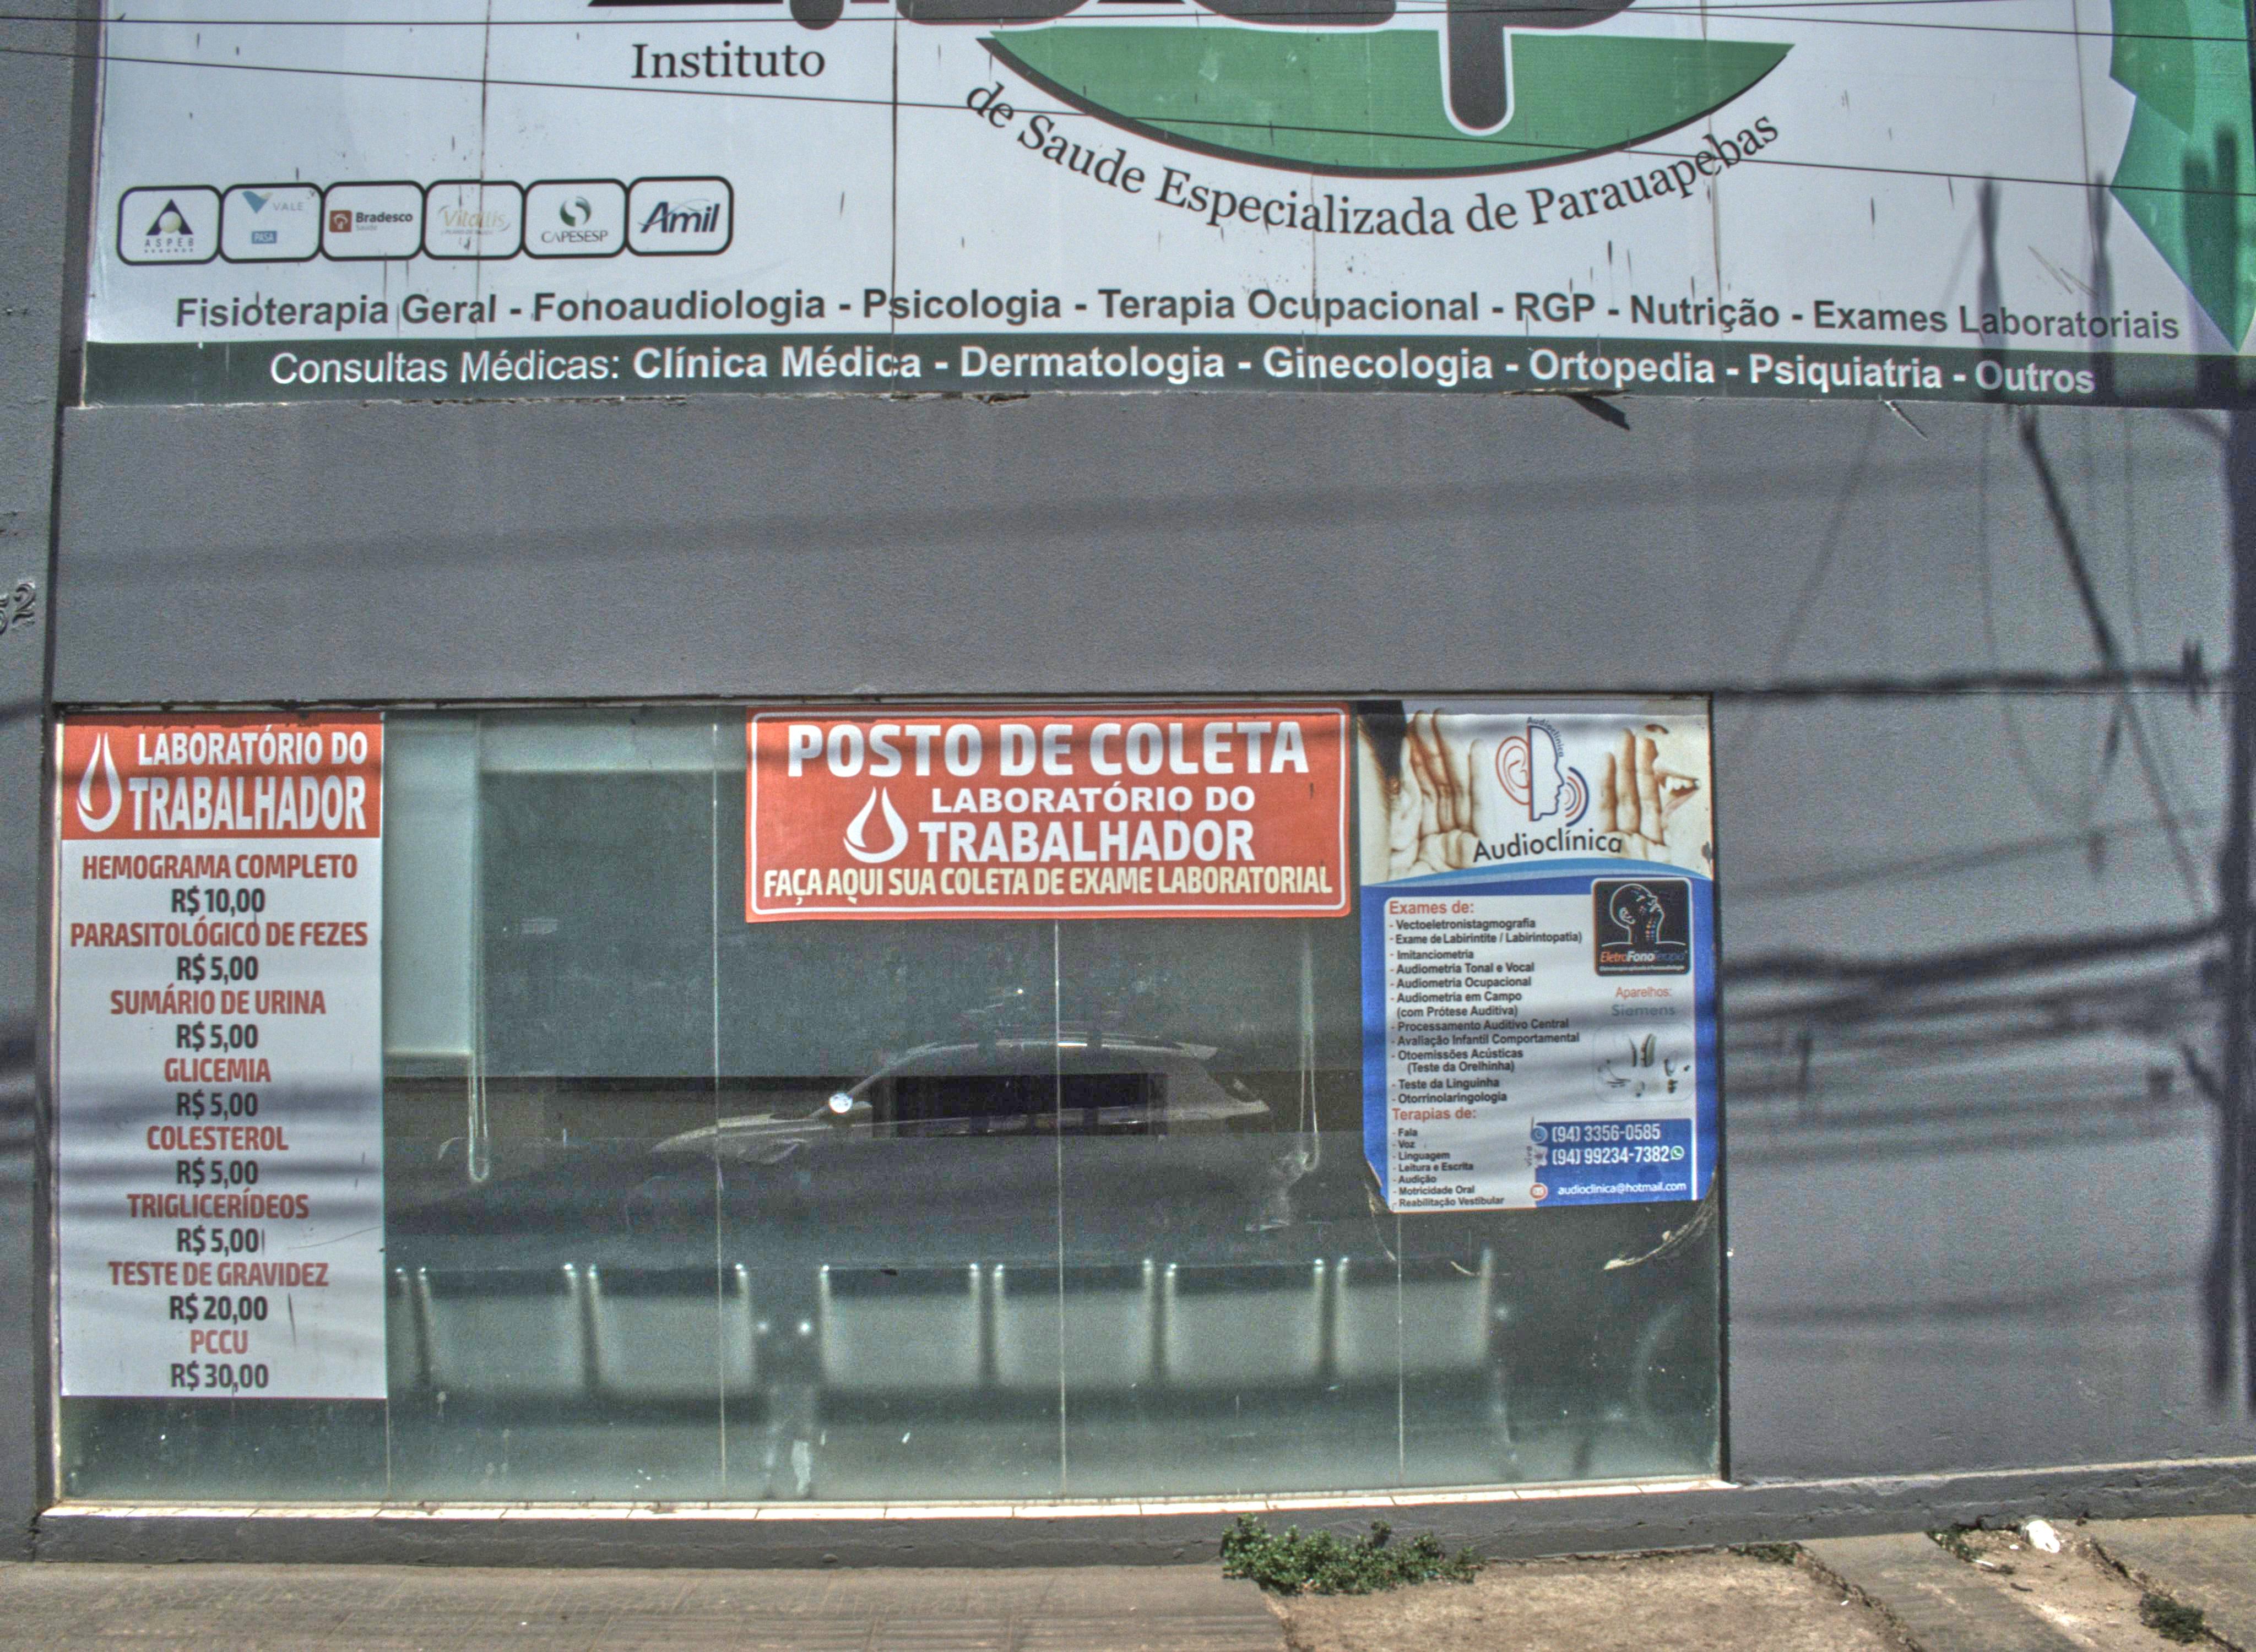 Instituto
de Saude Especializada de Parauapebas
ASPEB
VALE
PASA
Bradesco
Saúde
Vitallis
CAPESESP
Amil
Fisioterapia Geral - Fonoaudiologia - Psicologia - Terapia Ocupacional - RGP - Nutrição - Exames Laboratoriais
Consultas Médicas: Clínica Médica - Dermatologia - Ginecologia - Ortopedia - Psiquiatria - Outros
LABORATÓRIO DO
TRABALHADOR
HEMOGRAMA COMPLETO
R$ 10,00
PARASITOLÓGICO DE FEZES
R$ 5,00
SUMÁRIO DE URINA
R$ 5,00
GLICEMIA
R$ 5,00
COLESTEROL
R$ 5,00
TRIGLICERÍDEOS
R$ 5,00
TESTE DE GRAVIDEZ
R$ 20,00
PCCU
R$ 30,00
POSTO DE COLETA
LABORATÓRIO DO
TRABALHADOR
FAÇA AQUI SUA COLETA DE EXAME LABORATORIAL
Audioclínica
Audioclínica
Exames de:
- Vectoeletronistagmografia
- Exame de Labirintite / Labirintopatia)
- Imitanciometria
- Audiometria Tonal e Vocal
- Audiometria Ocupacional
- Audiometria em Campo
(com Prótese Auditiva)
- Processamento Auditivo Central
- Avaliação Infantil Comportamental
- Otoemissões Acústicas
(Teste da Orelhinha)
- Teste da Linguinha
- Otorrinolaringologia
Terapias de:
- Fala
- Voz
- Linguagem
- Leitura e Escrita
- Audição
- Motricidade Oral
- Reabilitação Vestibular
EletroFonoTerapia
Aparelhos:
Siemens
(94) 3356-0585
(94) 99234-7382
audioclinica@hotmail.com